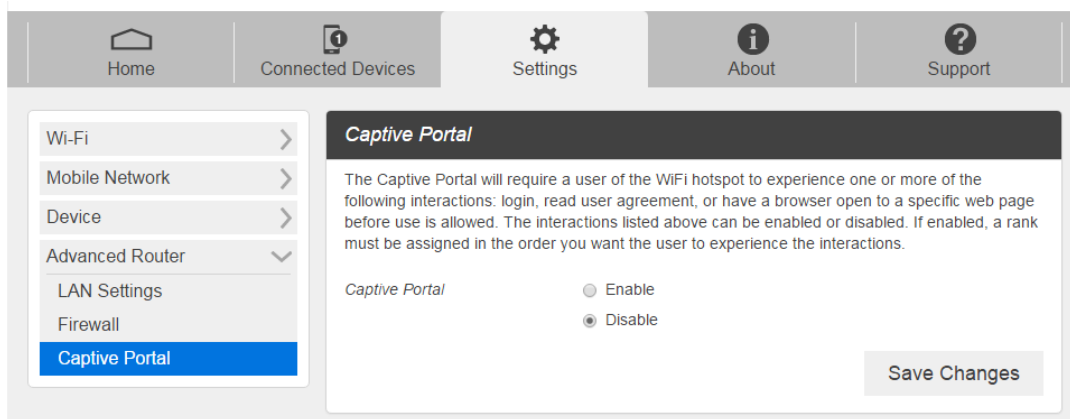 Home
1
Connected Devices
Settings
About
Support
Wi-Fi
Mobile Network
Device
Advanced Router
LAN Settings
Firewall
Captive Portal
Captive Portal
The Captive Portal will require a user of the WiFi hotspot to experience one or more of the
following interactions: login, read user agreement, or have a browser open to a specific web page
before use is allowed. The interactions listed above can be enabled or disabled. If enabled, a rank
must be assigned in the order you want the user to experience the interactions.
Captive Portal
Enable
Disable
Save Changes